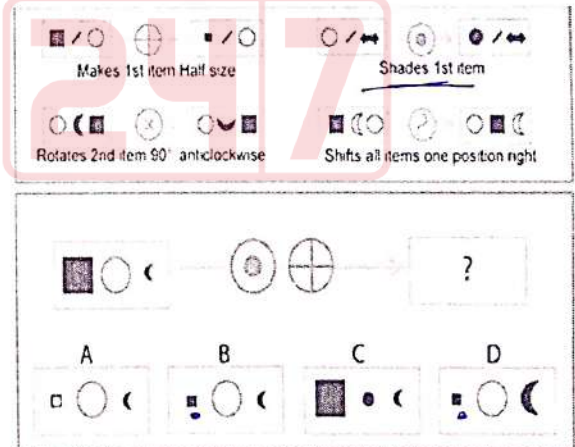 247
Makes 1st item Half size
Shades 1st item
Rotates 2nd item 90° anticlockwise
Shifts all items one position right
?
A B C D